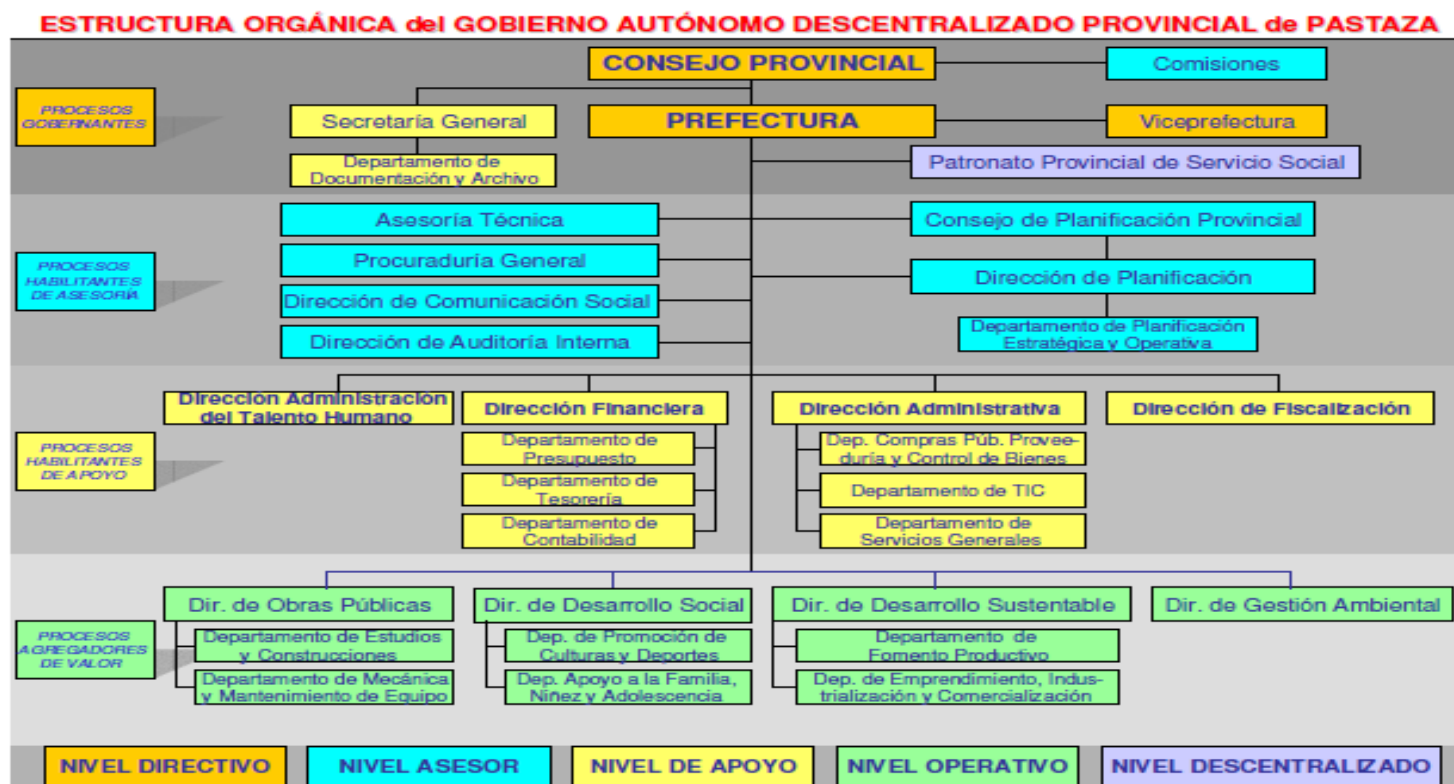 ESTRUCTURA ORGÁNICA del GOBIERNO AUTÓNOMO DESCENTRALIZADO PROVINCIAL de PASTAZA
CONSEJO PROVINCIAL
Comisiones
PROCESOS
GOBERNANTES
Secretaría General
PREFECTURA
Viceprefectura
Departamento de
Documentación y Archivo
Patronato Provincial de Servicio Social
Asesoría Técnica
Consejo de Planificación Provincial
PROCESOS
HABILITANTES
DE ASESORÍA
Procuraduría General
Dirección de Planificación
Dirección de Comunicación Social
Dirección de Auditoría Interna
Departamento de Planificación
Estratégica y Operativa
Dirección Administración
del Talento Humano
Dirección Financiera
Dirección Administrativa
Dirección de Fiscalización
PROCESOS
HABILITANTES
DE APOYO
Departamento de
Presupuesto
Dep. Compras Púb. Provee-
duría y Control de Bienes
Departamento de
Tesorería
Departamento de TIC
Departamento de
Contabilidad
Departamento de
Servicios Generales
Dir. de Obras Públicas
Dir. de Desarrollo Social
Dir. de Desarrollo Sustentable
Dir. de Gestión Ambiental
PROCESOS
AGREGADORES
DE VALOR
Departamento de Estudios
y Construcciones
Dep. de Promoción de
Culturas y Deportes
Departamento de
Fomento Productivo
Departamento de Mecánica
y Mantenimiento de Equipo
Dep. Apoyo a la Familia,
Niñez y Adolescencia
Dep. de Emprendimiento, Indus-
trialización y Comercialización
NIVEL DIRECTIVO
NIVEL ASESOR
NIVEL DE APOYO
NIVEL OPERATIVO
NIVEL DESCENTRALIZADO